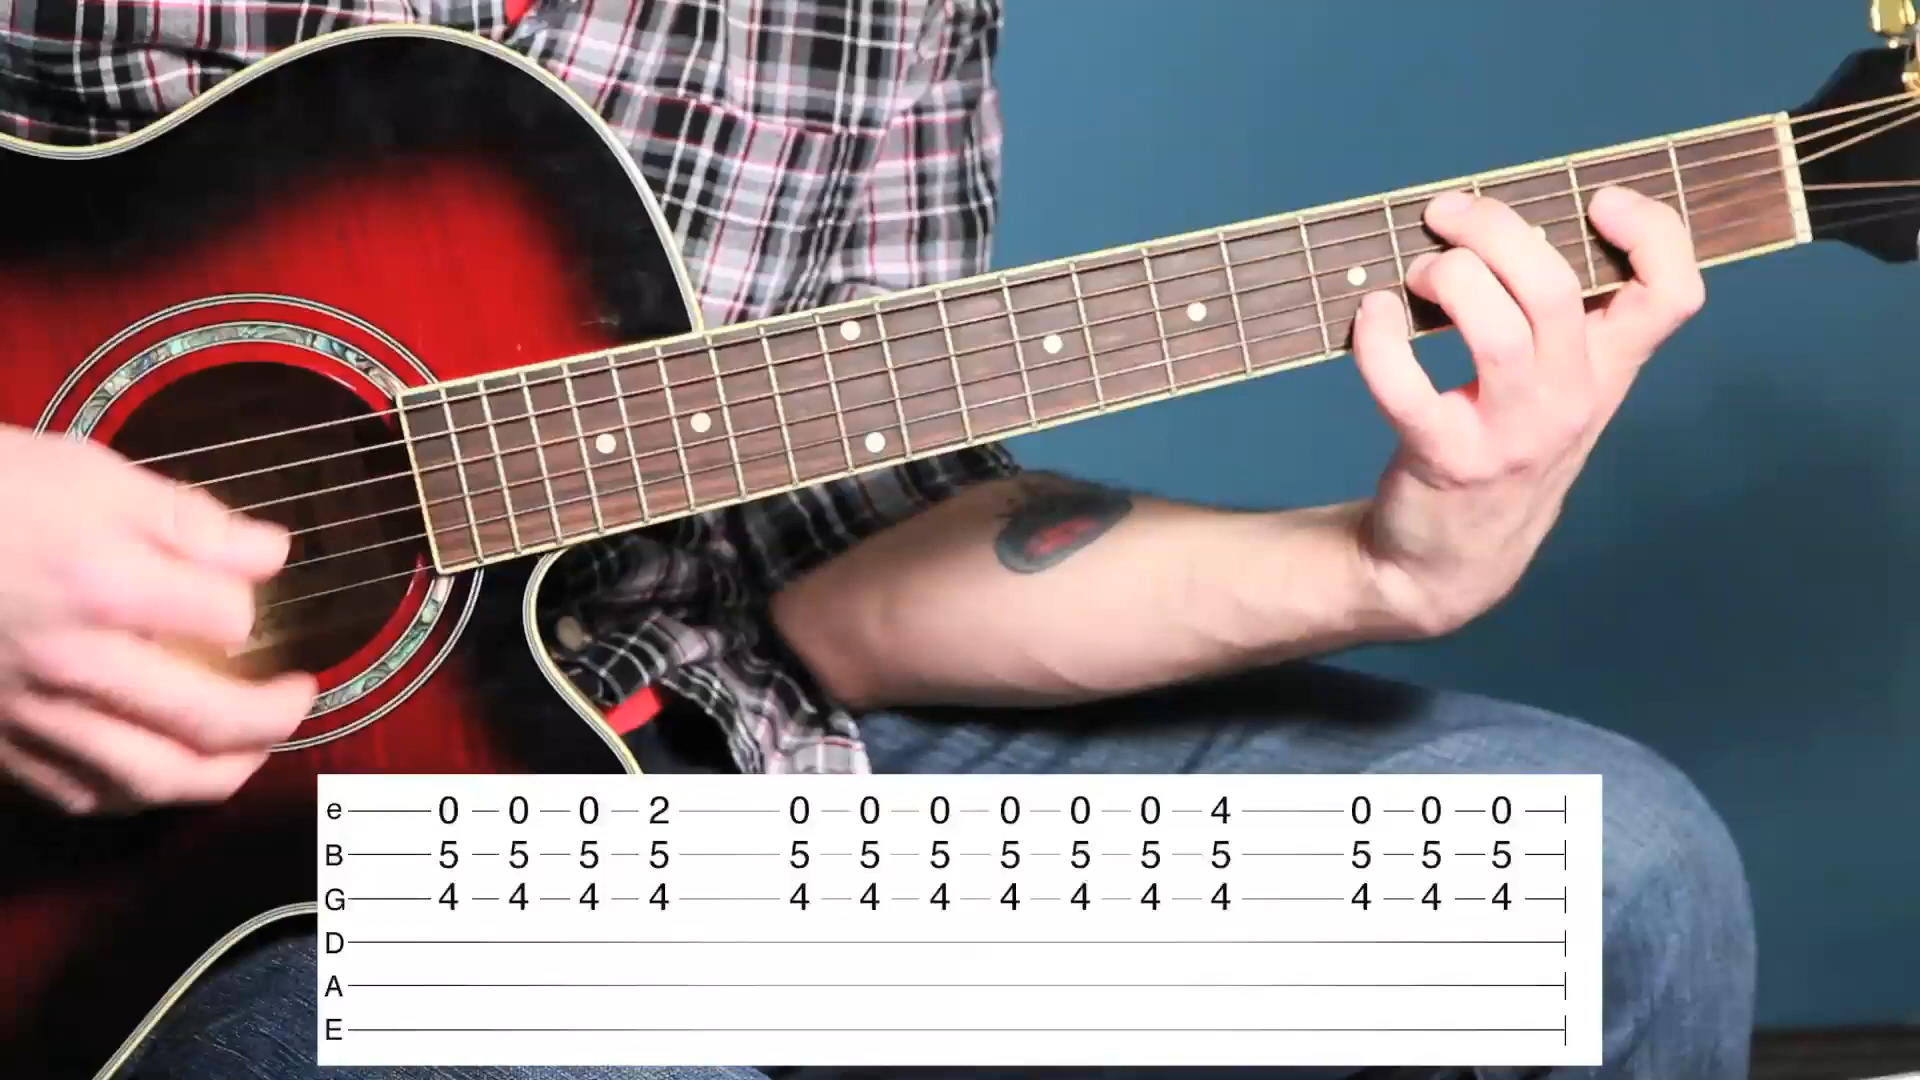 e 0 0 0 2 0 0 0 0 0 0 4 0 0 0
B 5 5 5 5 5 5 5 5 5 5 5 5 5 5
G 4 4 4 4 4 4 4 4 4 4 4 4 4 4
D
A
E